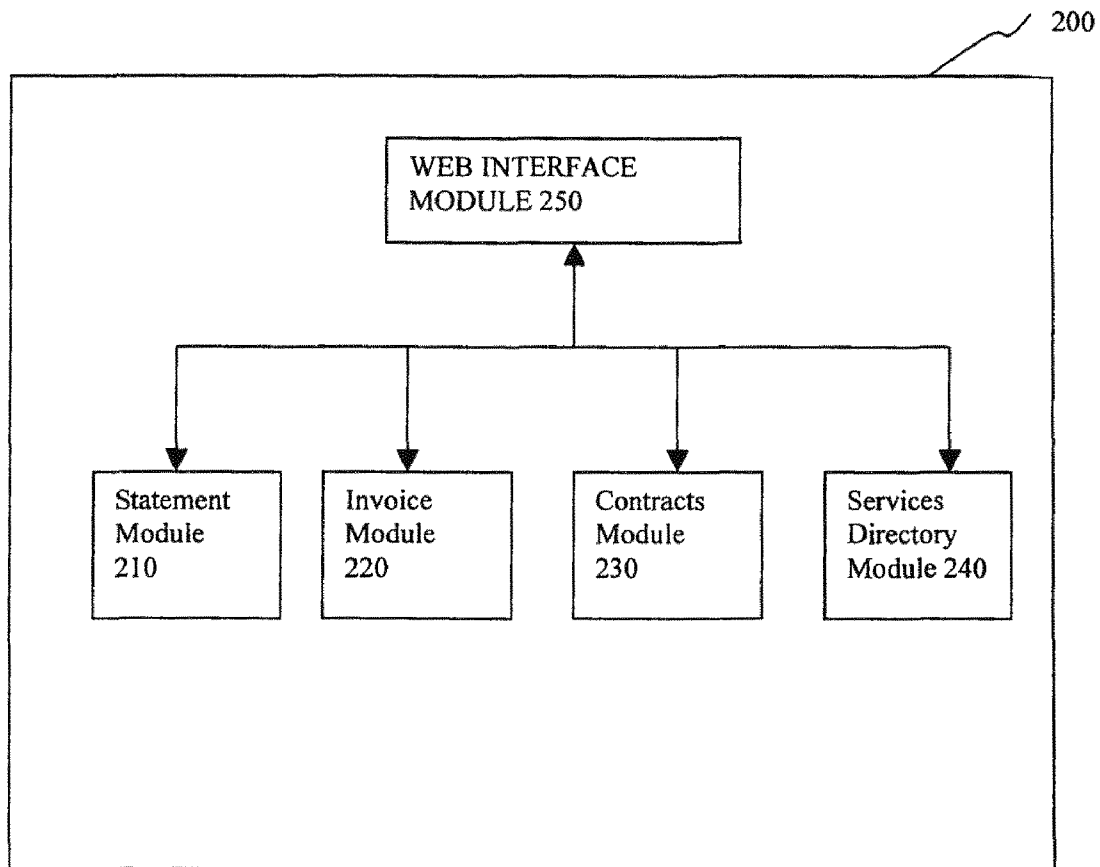 200
WEB INTERFACE
MODULE 250
Statement
Module
210
Invoice
Module
220
Contracts
Module
230
Services
Directory
Module 240